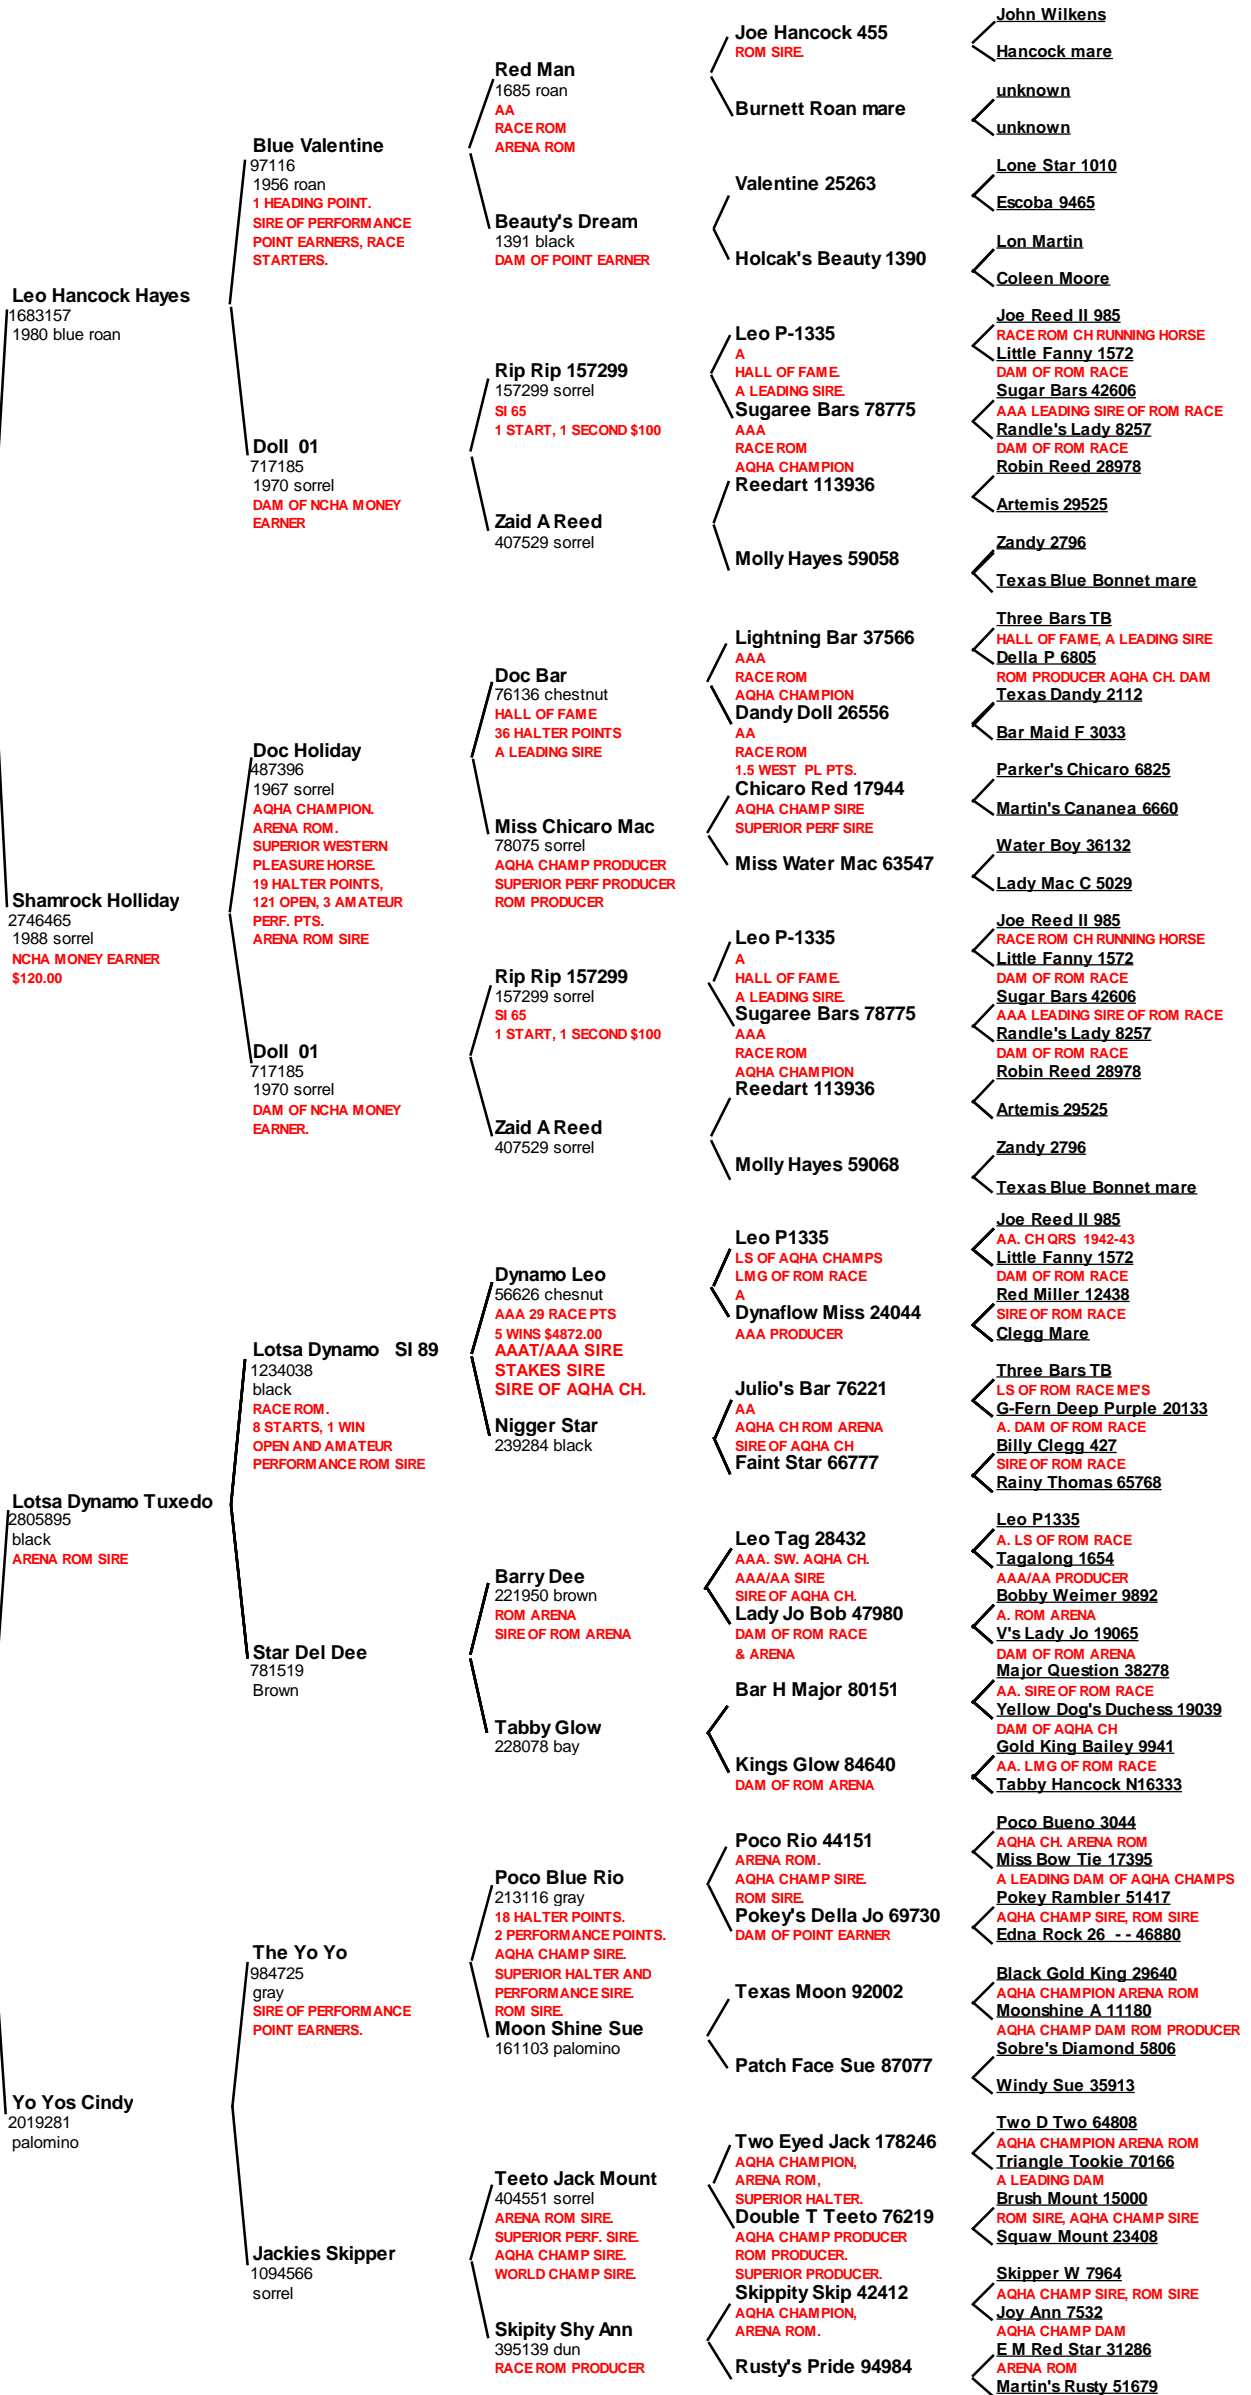 Leo Hancock Hayes
1683157
1980 blue roan
Shamrock Holliday
2746465
1988 sorrel
NCHA MONEY EARNER
$120.00
Lotsa Dynamo Tuxedo
2805895
black
ARENA ROM SIRE
Yo Yos Cindy
2019281
palomino
Blue Valentine
97116
1956 roan
1 HEADING POINT.
SIRE OF PERFORMANCE
POINT EARNERS, RACE
STARTERS.
Doll 01
717185
1970 sorrel
DAM OF NCHA MONEY
EARNER
Doc Holiday
487396
1967 sorrel
AQHA CHAMPION.
ARENA ROM.
SUPERIOR WESTERN
PLEASURE HORSE.
19 HALTER POINTS,
121 OPEN, 3 AMATEUR
PERF. PTS.
ARENA ROM SIRE
Doll 01
717185
1970 sorrel
DAM OF NCHA MONEY
EARNER.
Lotsa Dynamo SI 89
1234038
black
RACE ROM.
8 STARTS, 1 WIN
OPEN AND AMATEUR
PERFORMANCE ROM SIRE
Star Del Dee
781519
Brown
The Yo Yo
984725
gray
SIRE OF PERFORMANCE
POINT EARNERS.
Jackies Skipper
1094566
sorrel
Red Man
1685 roan
AA
RACE ROM
ARENA ROM
Beauty's Dream
1391 black
DAM OF POINT EARNER
Rip Rip 157299
157299 sorrel
SI 65
1 START, 1 SECOND $100
Zaid A Reed
407529 sorrel
Doc Bar
76136 chestnut
HALL OF FAME
36 HALTER POINTS
A LEADING SIRE
Miss Chicaro Mac
78075 sorrel
AQHA CHAMP PRODUCER
SUPERIOR PERF PRODUCER
ROM PRODUCER
Rip Rip 157299
157299 sorrel
SI 65
1 START, 1 SECOND $100
Zaid A Reed
407529 sorrel
Dynamo Leo
56626 chesnut
AAA 29 RACE PTS
5 WINS $4872.00
AAAT/AAA SIRE
STAKES SIRE
SIRE OF AQHA CH.
Nigger Star
239284 black
Barry Dee
221950 brown
ROM ARENA
SIRE OF ROM ARENA
Tabby Glow
228078 bay
Poco Blue Rio
213116 gray
18 HALTER POINTS.
2 PERFORMANCE POINTS.
AQHA CHAMP SIRE.
SUPERIOR HALTER AND
PERFORMANCE SIRE.
ROM SIRE.
Moon Shine Sue
161103 palomino
Teeto Jack Mount
404551 sorrel
ARENA ROM SIRE.
SUPERIOR PERF. SIRE.
AQHA CHAMP SIRE.
WORLD CHAMP SIRE.
Skipity Shy Ann
395139 dun
RACE ROM PRODUCER
Joe Hancock 455
ROM SIRE.
Burnett Roan mare
Valentine 25263
Holcak's Beauty 1390
Leo P-1335
A
HALL OF FAME.
A LEADING SIRE.
Sugaree Bars 78775
AAA
RACE ROM
AQHA CHAMPION
Reedart 113936
Molly Hayes 59058
Lightning Bar 37566
AAA
RACE ROM
AQHA CHAMPION
Dandy Doll 26556
AA
RACE ROM
1.5 WEST PL PTS.
Chicaro Red 17944
AQHA CHAMP SIRE
SUPERIOR PERF SIRE
Miss Water Mac 63547
Leo P-1335
A
HALL OF FAME.
A LEADING SIRE.
Sugaree Bars 78775
AAA
RACE ROM
AQHA CHAMPION
Reedart 113936
Molly Hayes 59068
Leo P1335
LS OF AQHA CHAMPS
LMG OF ROM RACE
A
Dynaflow Miss 24044
AAA PRODUCER
Julio's Bar 76221
AA
AQHA CH ROM ARENA
SIRE OF AQHA CH
Faint Star 66777
Leo Tag 28432
AAA. SW. AQHA CH.
AAA/AA SIRE
SIRE OF AQHA CH.
Lady Jo Bob 47980
DAM OF ROM RACE
& ARENA
Bar H Major 80151
Kings Glow 84640
DAM OF ROM ARENA
Poco Rio 44151
ARENA ROM.
AQHA CHAMP SIRE.
ROM SIRE.
Pokey's Della Jo 69730
DAM OF POINT EARNER
Texas Moon 92002
Patch Face Sue 87077
Two Eyed Jack 178246
AQHA CHAMPION,
ARENA ROM,
SUPERIOR HALTER.
Double T Teeto 76219
AQHA CHAMP PRODUCER
ROM PRODUCER.
SUPERIOR PRODUCER.
Skippity Skip 42412
AQHA CHAMPION,
ARENA ROM.
Rusty's Pride 94984
John Wilkens
Hancock mare
unknown
unknown
Lone Star 1010
Escoba 9465
Lon Martin
Coleen Moore
Joe Reed II 985
RACE ROM CH RUNNING HORSE
Little Fanny 1572
DAM OF ROM RACE
Sugar Bars 42606
AAA LEADING SIRE OF ROM RACE
Randle's Lady 8257
DAM OF ROM RACE
Robin Reed 28978
Artemis 29525
Zandy 2796
Texas Blue Bonnet mare
Three Bars TB
HALL OF FAME, A LEADING SIRE
Della P 6805
ROM PRODUCER AQHA CH. DAM
Texas Dandy 2112
Bar Maid F 3033
Parker's Chicaro 6825
Martin's Cananea 6660
Water Boy 36132
Lady Mac C 5029
Joe Reed II 985
RACE ROM CH RUNNING HORSE
Little Fanny 1572
DAM OF ROM RACE
Sugar Bars 42606
AAA LEADING SIRE OF ROM RACE
Randle's Lady 8257
DAM OF ROM RACE
Robin Reed 28978
Artemis 29525
Zandy 2796
Texas Blue Bonnet mare
Joe Reed II 985
AA. CH QRS 1942-43
Little Fanny 1572
DAM OF ROM RACE
Red Miller 12438
SIRE OF ROM RACE
Clegg Mare
Three Bars TB
LS OF ROM RACE ME'S
G-Fern Deep Purple 20133
A. DAM OF ROM RACE
Billy Clegg 427
SIRE OF ROM RACE
Rainy Thomas 65768
Leo P1335
A. LS OF ROM RACE
Tagalong 1654
AAA/AA PRODUCER
Bobby Weimer 9892
A. ROM ARENA
V's Lady Jo 19065
DAM OF ROM ARENA
Major Question 38278
AA. SIRE OF ROM RACE
Yellow Dog's Duchess 19039
DAM OF AQHA CH
Gold King Bailey 9941
AA. LMG OF ROM RACE
Tabby Hancock N16333
Poco Bueno 3044
AQHA CH. ARENA ROM
Miss Bow Tie 17395
A LEADING DAM OF AQHA CHAMPS
Pokey Rambler 51417
AQHA CHAMP SIRE, ROM SIRE
Edna Rock 26 - - 46880
Black Gold King 29640
AQHA CHAMPION ARENA ROM
Moonshine A 11180
AQHA CHAMP DAM ROM PRODUCER
Sobre's Diamond 5806
Windy Sue 35913
Two D Two 64808
AQHA CHAMPION ARENA ROM
Triangle Tookie 70166
A LEADING DAM
Brush Mount 15000
ROM SIRE, AQHA CHAMP SIRE
Squaw Mount 23408
Skipper W 7964
AQHA CHAMP SIRE, ROM SIRE
Joy Ann 7532
AQHA CHAMP DAM
E M Red Star 31286
ARENA ROM
Martin's Rusty 51679